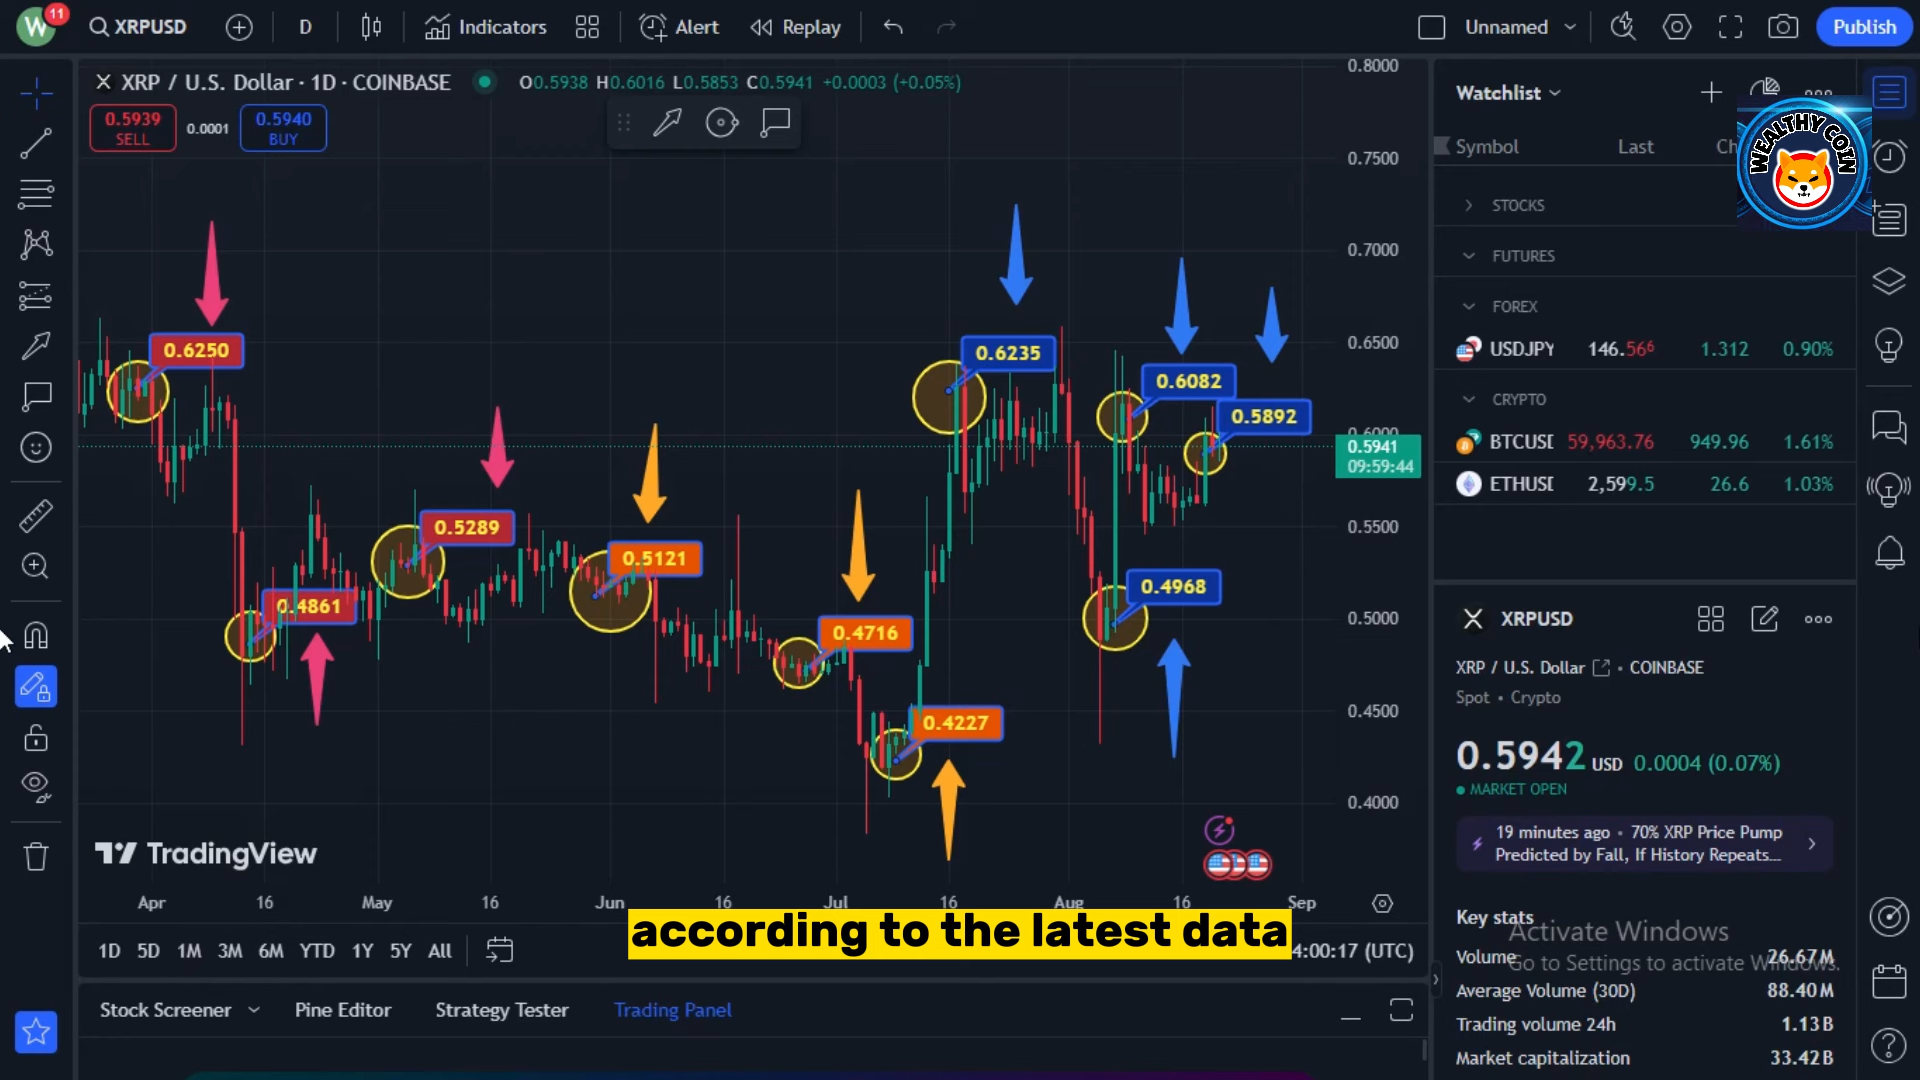 W
11
XRPUSD
D
Indicators
Alert
Replay
Unnamed
Publish
XRP / U.S. Dollar · 1D · COINBASE
O0.5938 H0.6016 L0.5853 C0.5941 +0.0003 (+0.05%)
0.5939
SELL
0.0001
0.5940
BUY
0.8000
0.7500
0.7000
0.6500
0.6000
0.5941
09:59:44
0.5500
0.5000
0.4500
0.4000
0.6250
0.4861
0.5289
0.5121
0.4716
0.4227
0.6235
0.6082
0.5892
0.4968
TradingView
Apr 16 May 16 Jun 16 Jul 16 Aug 16 Sep
according to the latest data
1D 5D 1M 3M 6M YTD 1Y 5Y All
4:00:17 (UTC)
Stock Screener
Pine Editor
Strategy Tester
Trading Panel
Watchlist
WEALTHY COIN
Symbol Last Ch
STOCKS
FUTURES
FOREX
USDJPY 146.566 1.312 0.90%
CRYPTO
BTCUSD 59,963.76 949.96 1.61%
ETHUSD 2,599.5 26.6 1.03%
XRPUSD
XRP / U.S. Dollar • COINBASE
Spot • Crypto
0.5942 USD 0.0004 (0.07%)
MARKET OPEN
19 minutes ago • 70% XRP Price Pump
Predicted by Fall, If History Repeats...
Key stats
Activate Windows
Go to Settings to activate Windows.
Volume 26.67M
Average Volume (30D) 88.40M
Trading volume 24h 1.13B
Market capitalization 33.42B